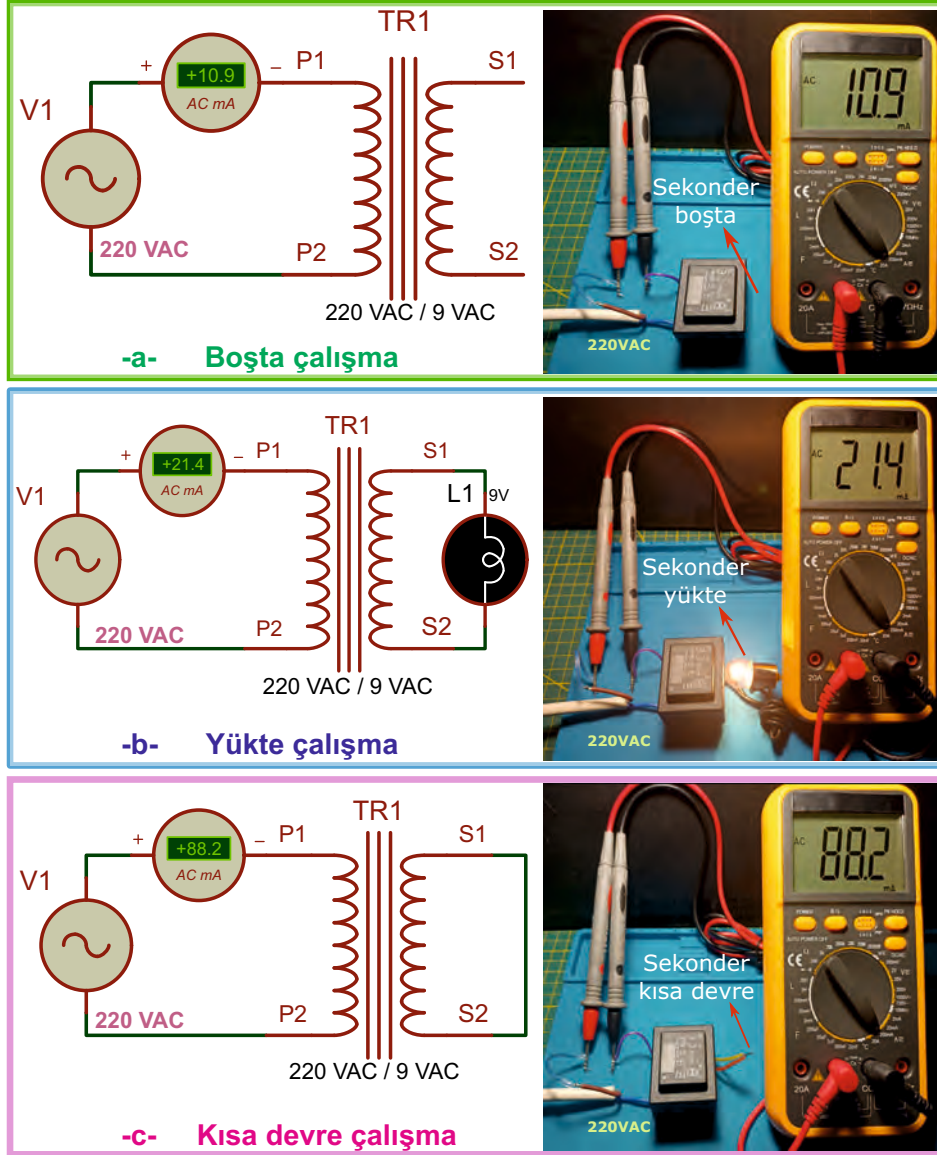 TR1
+10.9
AC mA
+
–
P1
S1
V1
220 VAC
P2
S2
220 VAC / 9 VAC
-a- Boşta çalışma
AC
10.9
mA
Sekonder
boşta
220VAC
20A
TR1
+21.4
AC mA
+
–
P1
S1
V1
L1 9V
220 VAC
P2
S2
220 VAC / 9 VAC
-b- Yükte çalışma
AC
21.4
mA
Sekonder
yükte
220VAC
20A
TR1
+88.2
AC mA
+
–
P1
S1
V1
220 VAC
P2
S2
220 VAC / 9 VAC
-c- Kısa devre çalışma
AC
88.2
mA
Sekonder
kısa devre
220VAC
20A